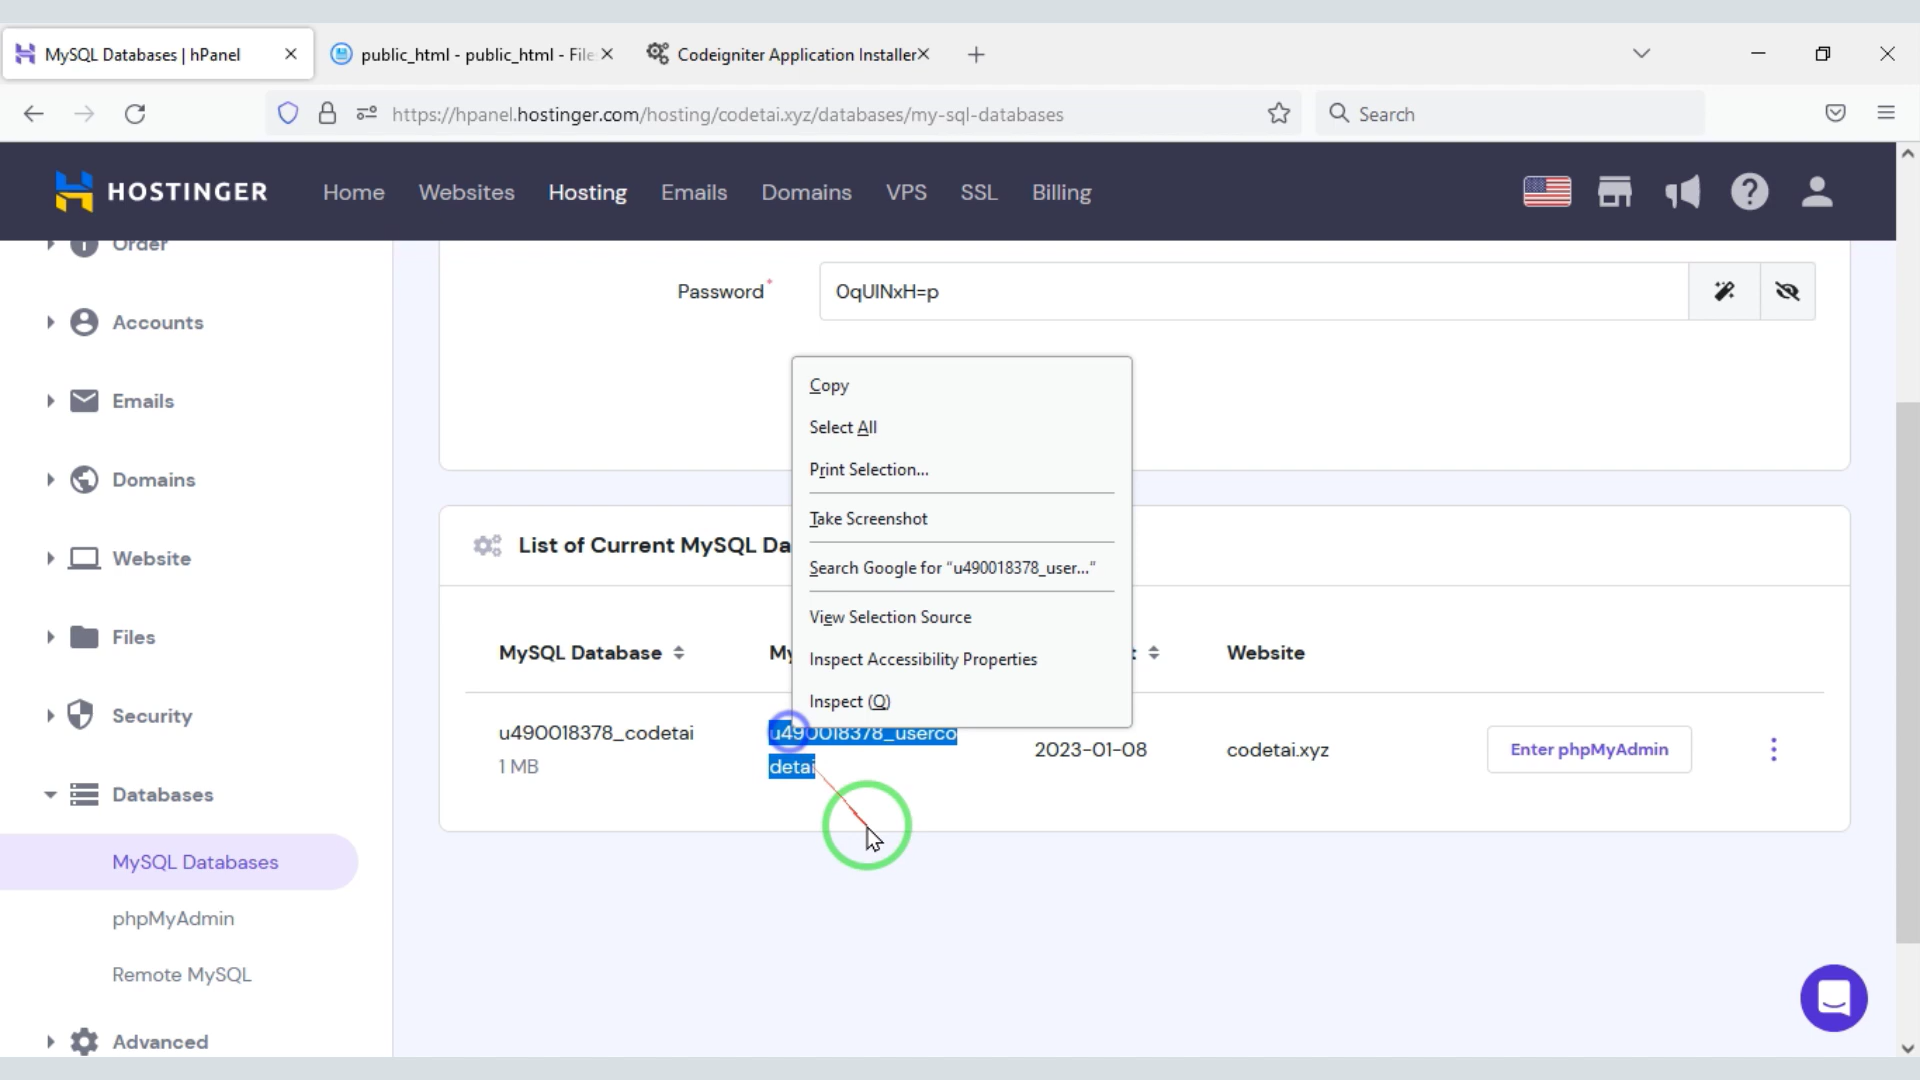 MySQL Databases | hPanel
public_html - public_html - File
Codeigniter Application Installer
https://hpanel.hostinger.com/hosting/codetai.xyz/databases/my-sql-databases
Search
HOSTINGER
Home
Websites
Hosting
Emails
Domains
VPS
SSL
Billing
Order
Accounts
Emails
Domains
Website
Files
Security
Databases
MySQL Databases
phpMyAdmin
Remote MySQL
Advanced
Password*
OqUINxH=p
Copy
Select All
Print Selection...
Take Screenshot
Search Google for “u490018378_user...”
View Selection Source
Inspect Accessibility Properties
Inspect (Q)
List of Current MySQL Da
MySQL Database
My
Website
u490018378_codetai
1 MB
u490018378_userco
detai
2023-01-08
codetai.xyz
Enter phpMyAdmin